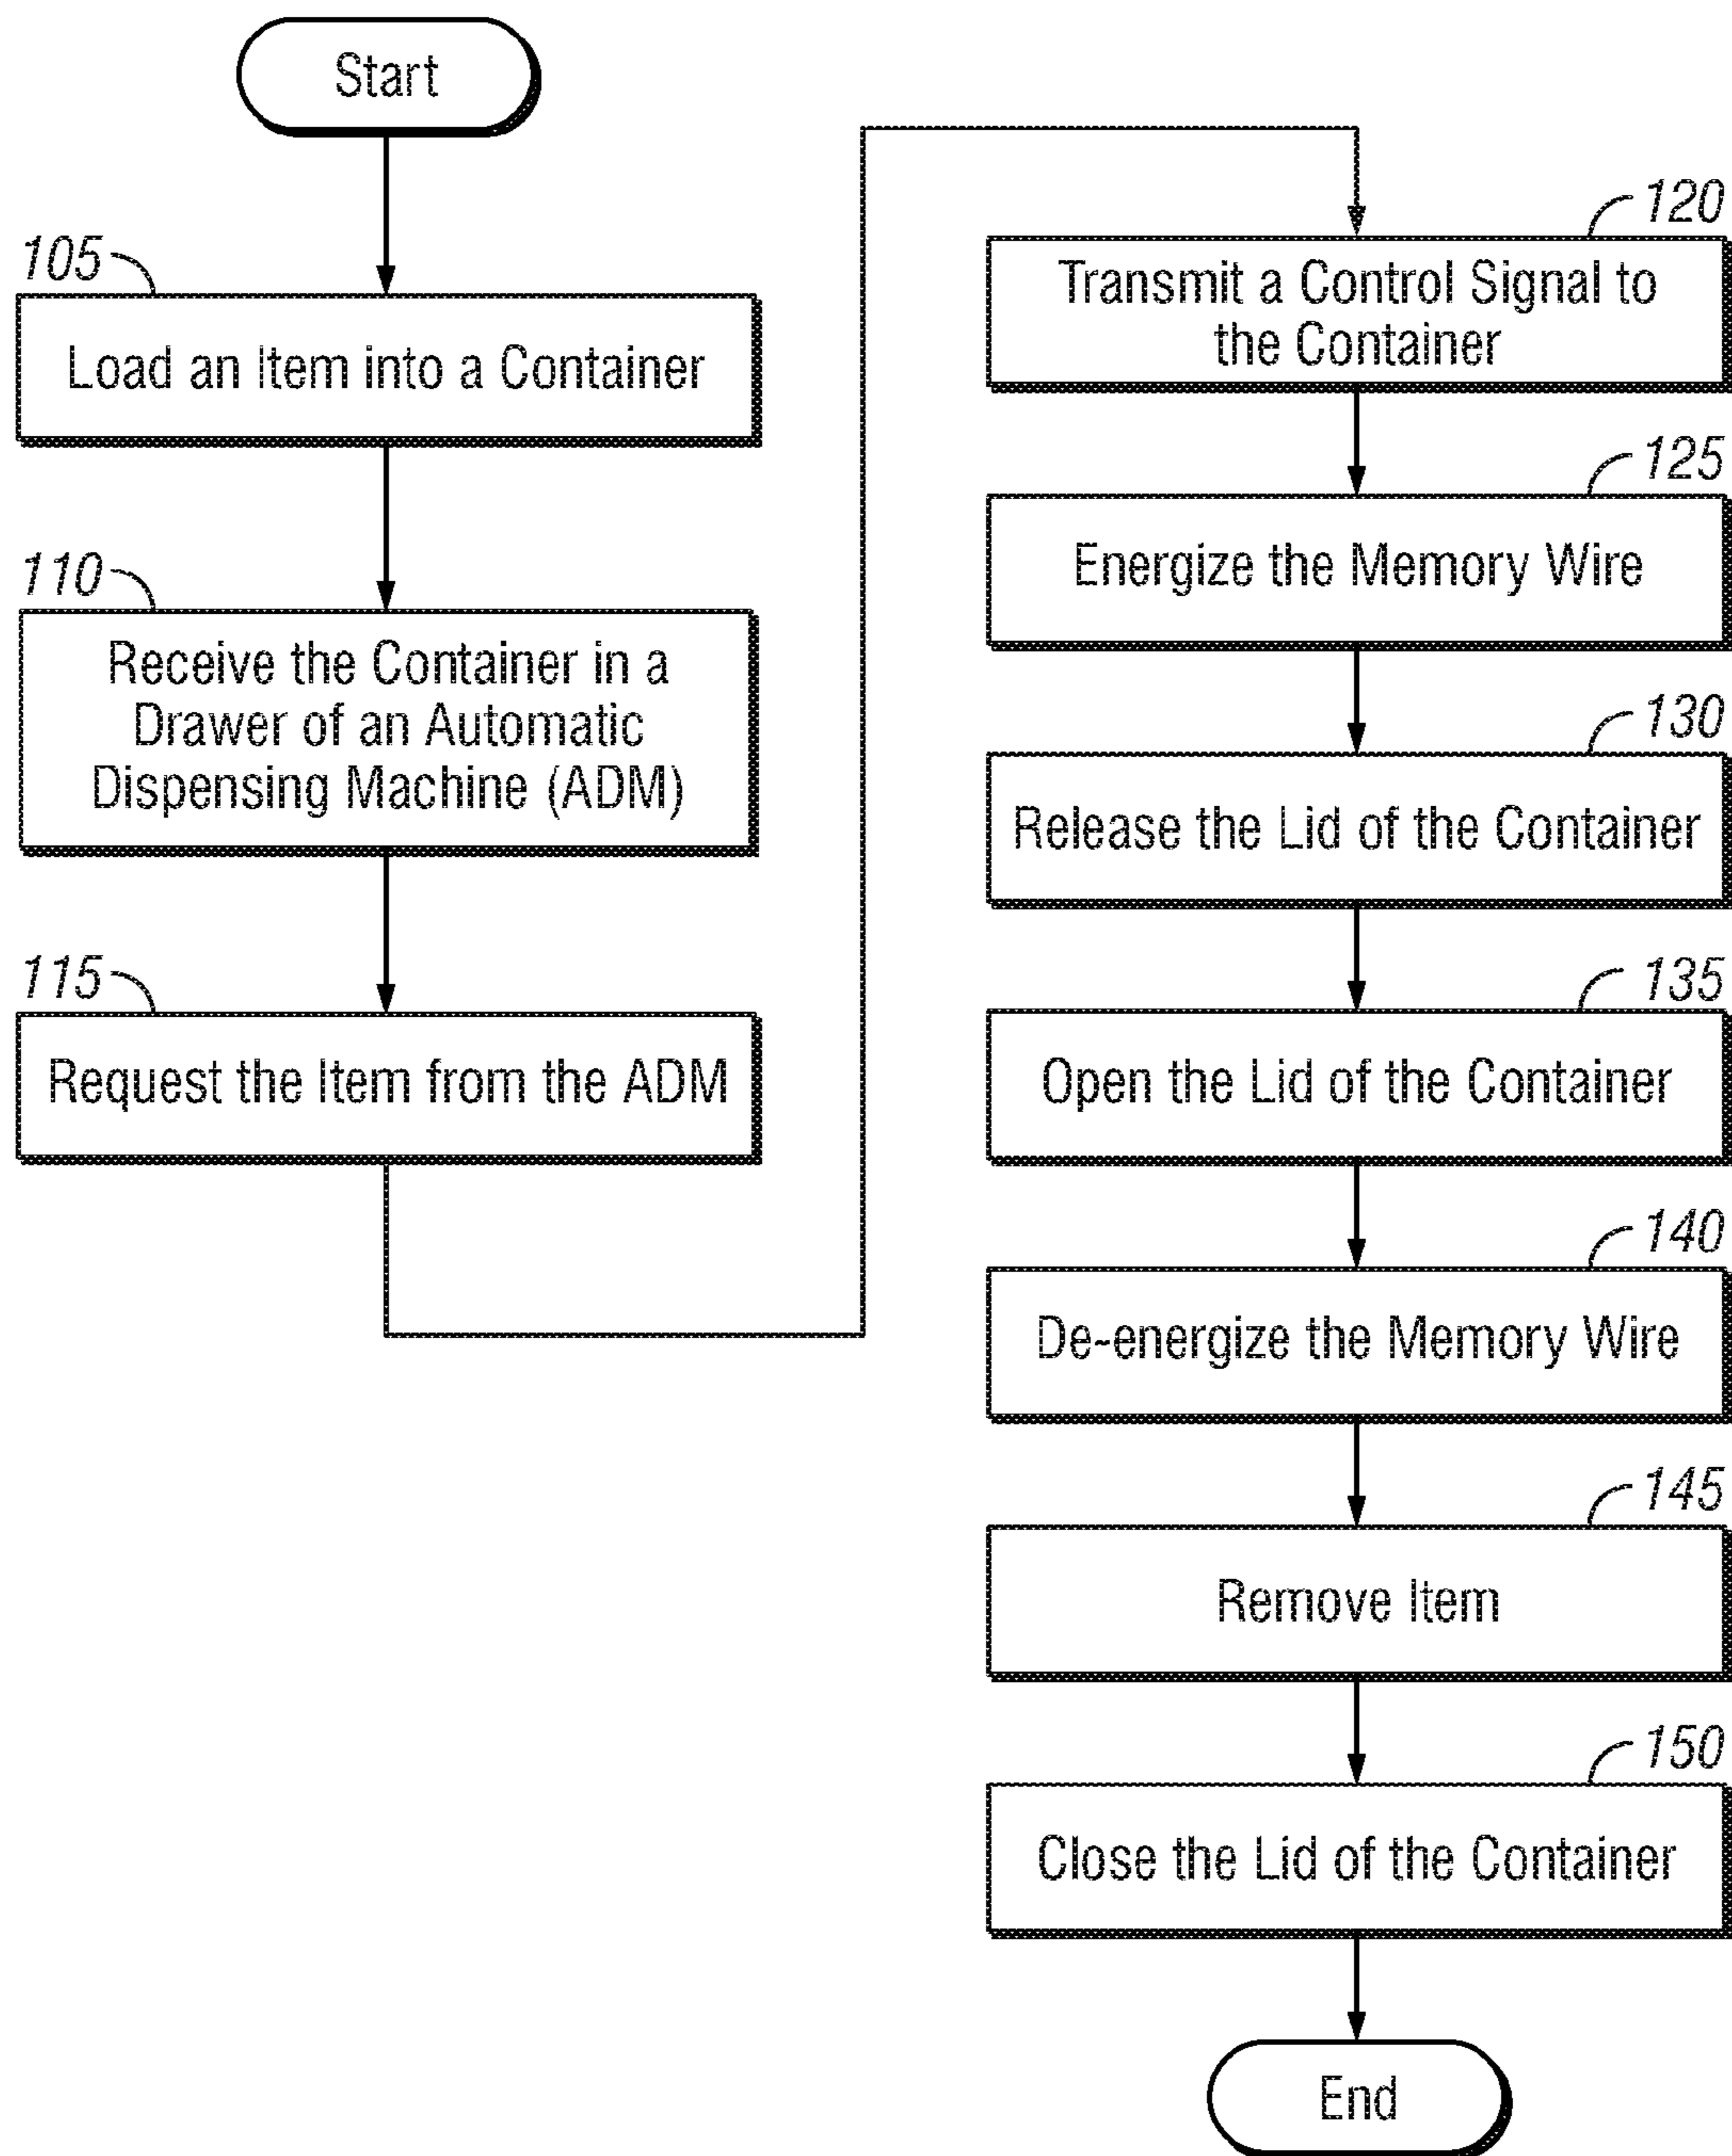 Start
105
Load an Item into a Container
110
Receive the Container in a
Drawer of an Automatic
Dispensing Machine (ADM)
115
Request the Item from the ADM
120
Transmit a Control Signal to
the Container
125
Energize the Memory Wire
130
Release the Lid of the Container
135
Open the Lid of the Container
140
De-energize the Memory Wire
145
Remove Item
150
Close the Lid of the Container
End